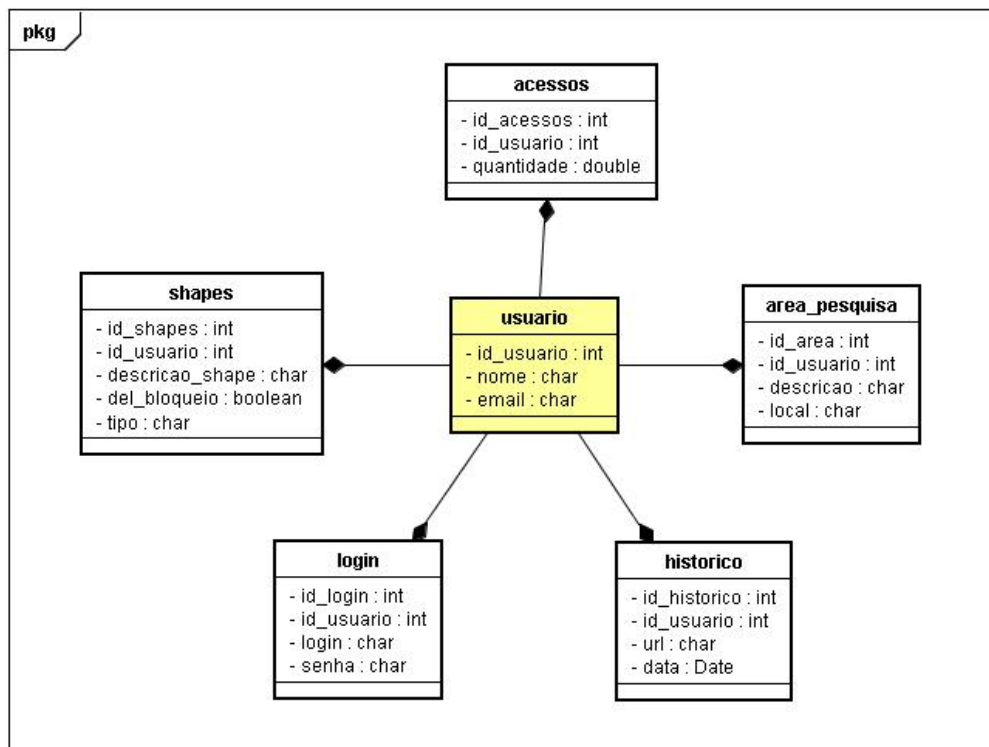 pkg
acessos
- id_acessos : int
- id_usuario : int
- quantidade : double
shapes
- id_shapes : int
- id_usuario : int
- descricao_shape : char
- del_bloqueio : boolean
- tipo : char
usuario
- id_usuario : int
- nome : char
- email : char
area_pesquisa
- id_area : int
- id_usuario : int
- descricao : char
- local : char
login
- id_login : int
- id_usuario : int
- login : char
- senha : char
historico
- id_historico : int
- id_usuario : int
- url : char
- data : Date